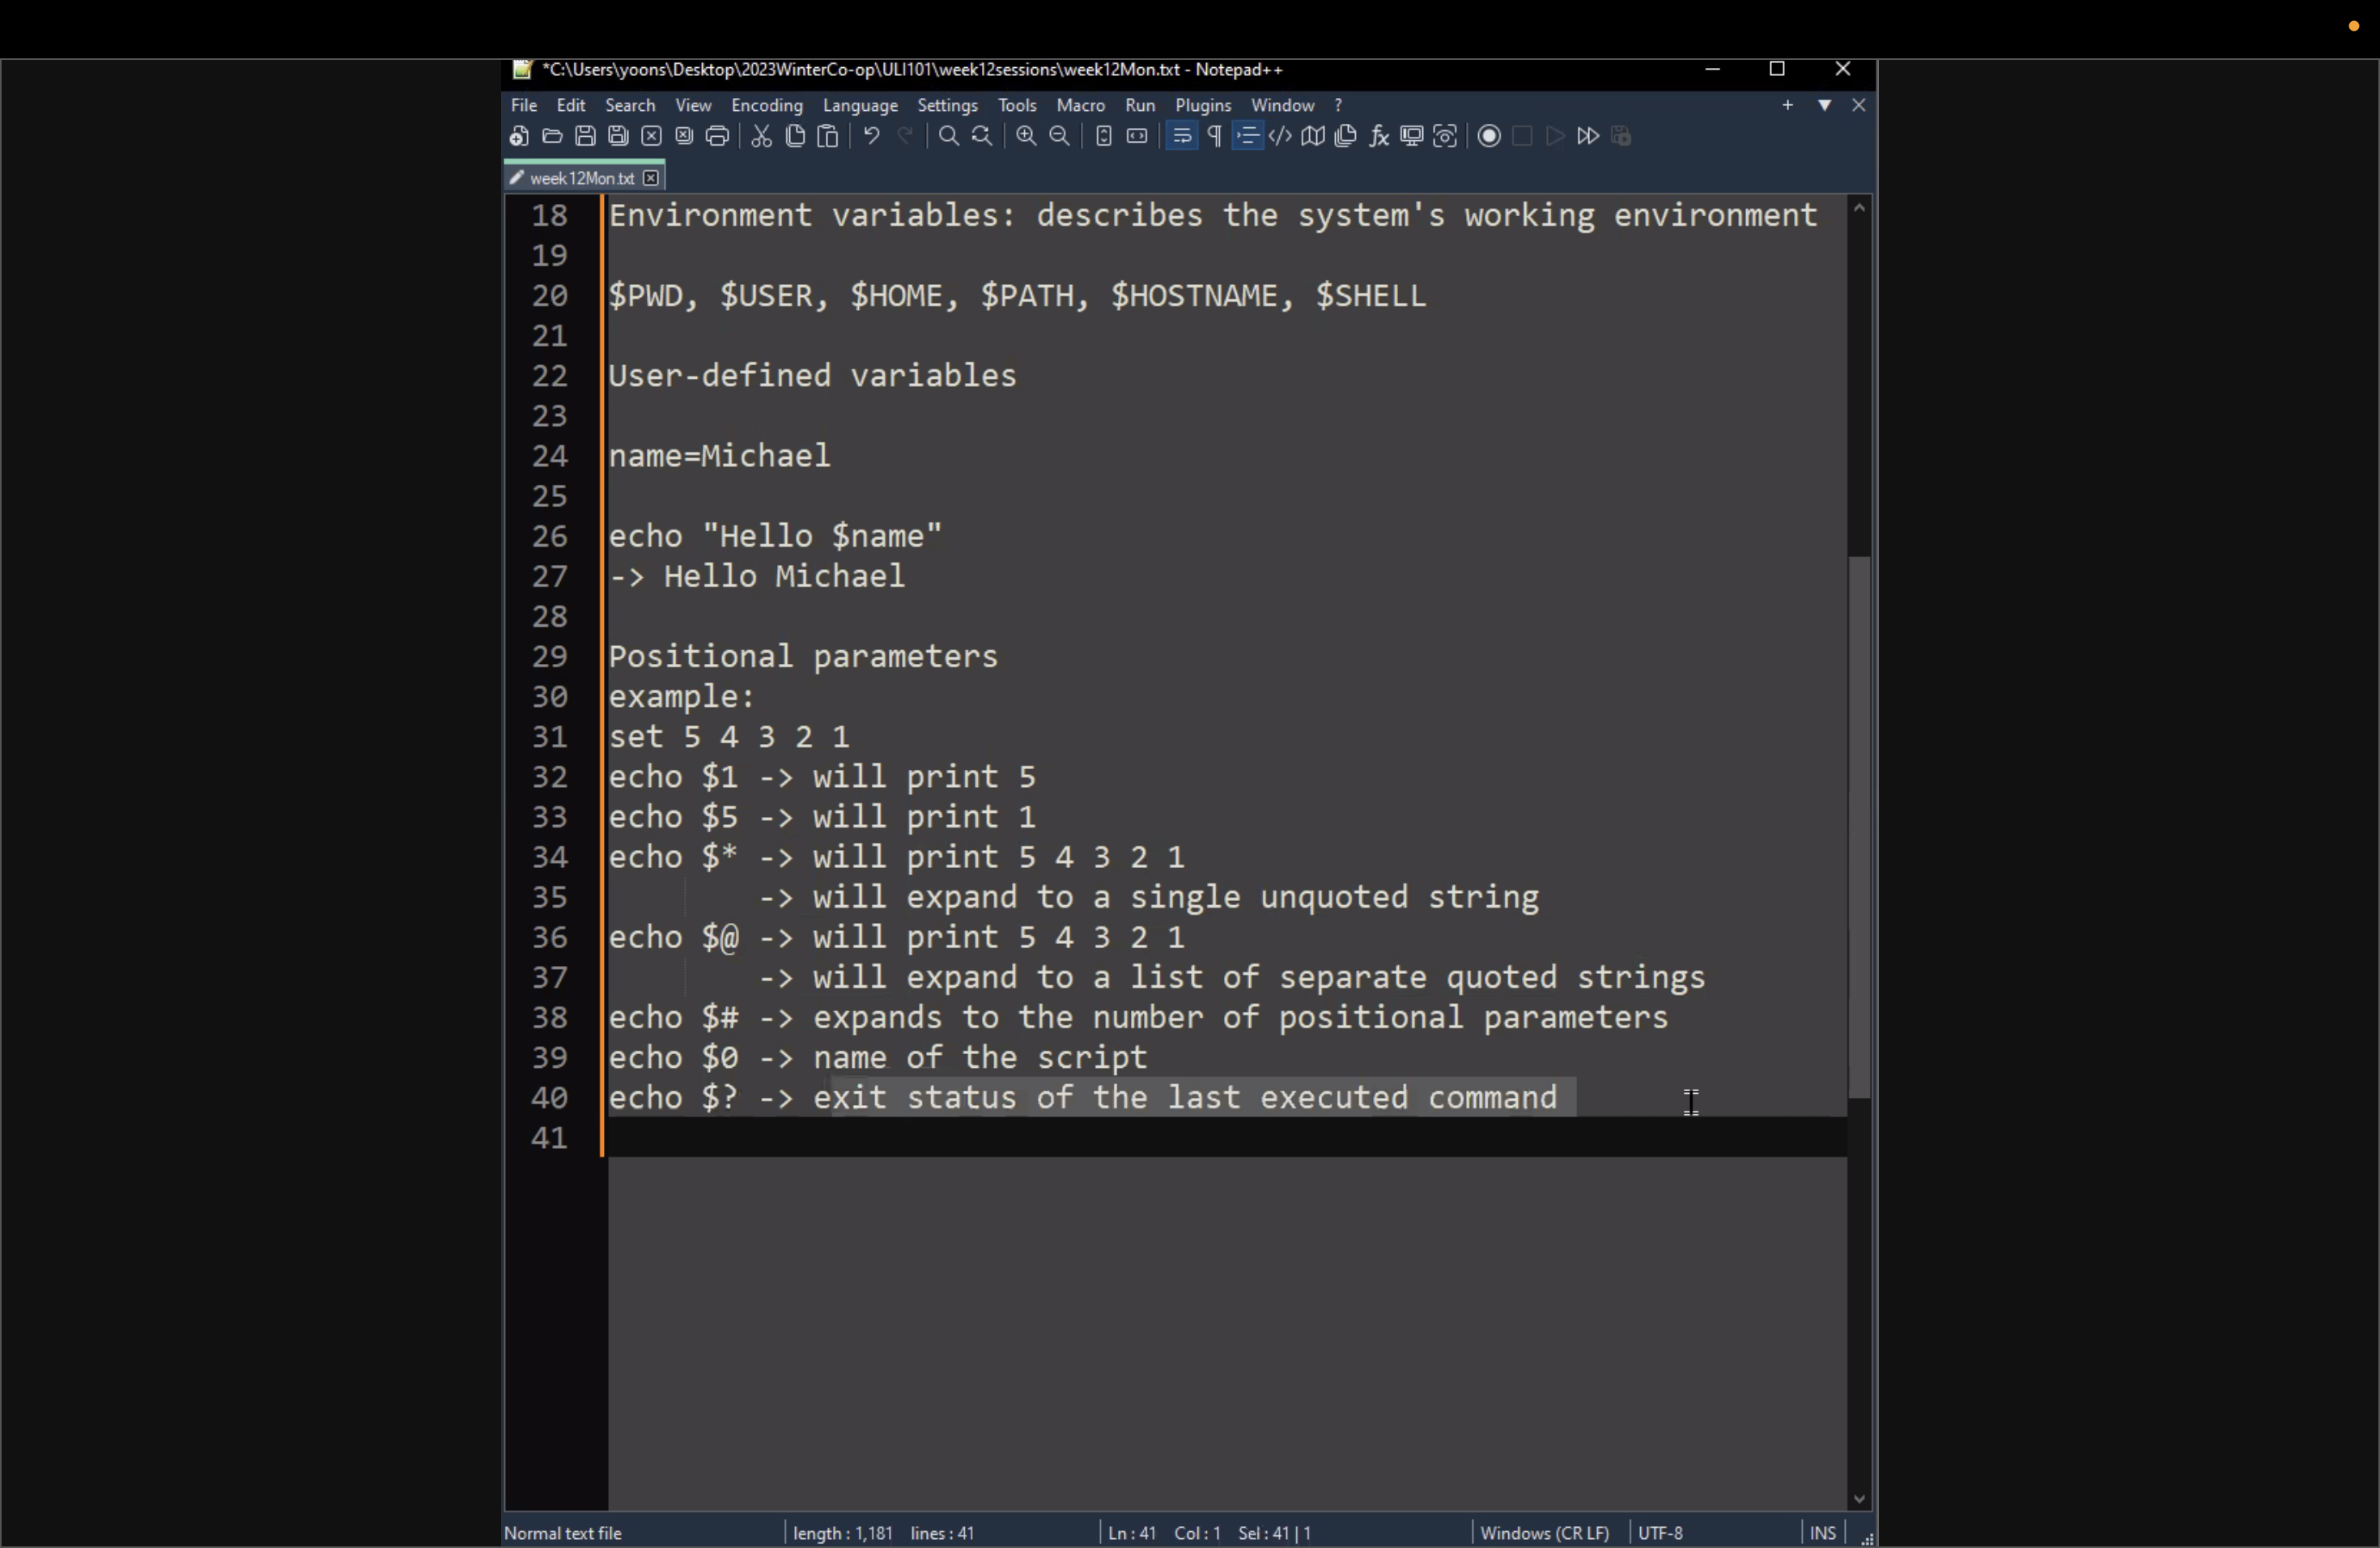 *C:\Users\yoons\Desktop\2023WinterCo-op\ULI101\week12sessions\week12Mon.txt - Notepad++
File Edit Search View Encoding Language Settings Tools Macro Run Plugins Window ?
week12Mon.txt
18 Environment variables: describes the system's working environment
19
20 $PWD, $USER, $HOME, $PATH, $HOSTNAME, $SHELL
21
22 User-defined variables
23
24 name=Michael
25
26 echo "Hello $name"
27 -> Hello Michael
28
29 Positional parameters
30 example:
31 set 5 4 3 2 1
32 echo $1 -> will print 5
33 echo $5 -> will print 1
34 echo $* -> will print 5 4 3 2 1
35 -> will expand to a single unquoted string
36 echo $@ -> will print 5 4 3 2 1
37 -> will expand to a list of separate quoted strings
38 echo $# -> expands to the number of positional parameters
39 echo $0 -> name of the script
40 echo $? -> exit status of the last executed command
41
Normal text file length : 1,181 lines : 41 Ln : 41 Col : 1 Sel : 41 | 1 Windows (CR LF) UTF-8 INS